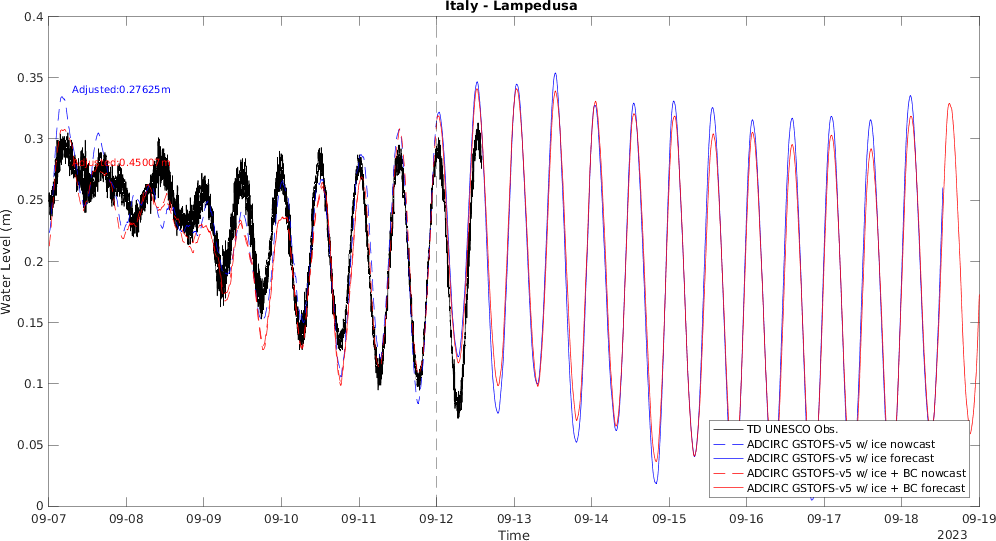 Italy - Lampedusa
0.4
0.35
0.3
0.25
0.2
0.15
0.1
0.05
0
Water Level (m)
Adjusted:0.27625m
TD UNESCO Obs.
ADCIRC GSTOFS-v5 w/ ice nowcast
ADCIRC GSTOFS-v5 w/ ice forecast
ADCIRC GSTOFS-v5 w/ ice + BC nowcast
ADCIRC GSTOFS-v5 w/ ice + BC forecast
09-07 09-08 09-09 09-10 09-11 09-12 09-13 09-14 09-15 09-16 09-17 09-18 09-19
Time
2023